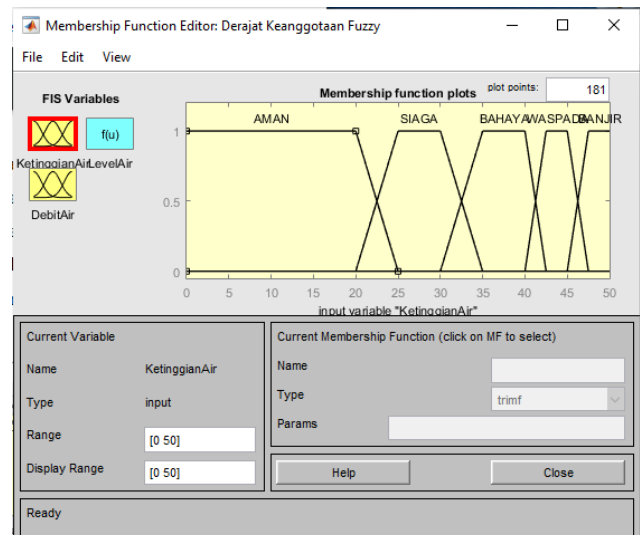 Membership Function Editor: Derajat Keanggotaan Fuzzy
File Edit View
FIS Variables
f(u)
KetinggianAir LevelAir
DebitAir
Membership function plots
plot points: 181
AMAN SIAGA BAHAYA WASPADA BANJIR
1
0.5
0
0 5 10 15 20 25 30 35 40 45 50
input variable "KetinggianAir"
Current Variable
Name KetinggianAir
Type input
Range [0 50]
Display Range [0 50]
Current Membership Function (click on MF to select)
Name
Type trimf
Params
Help Close
Ready